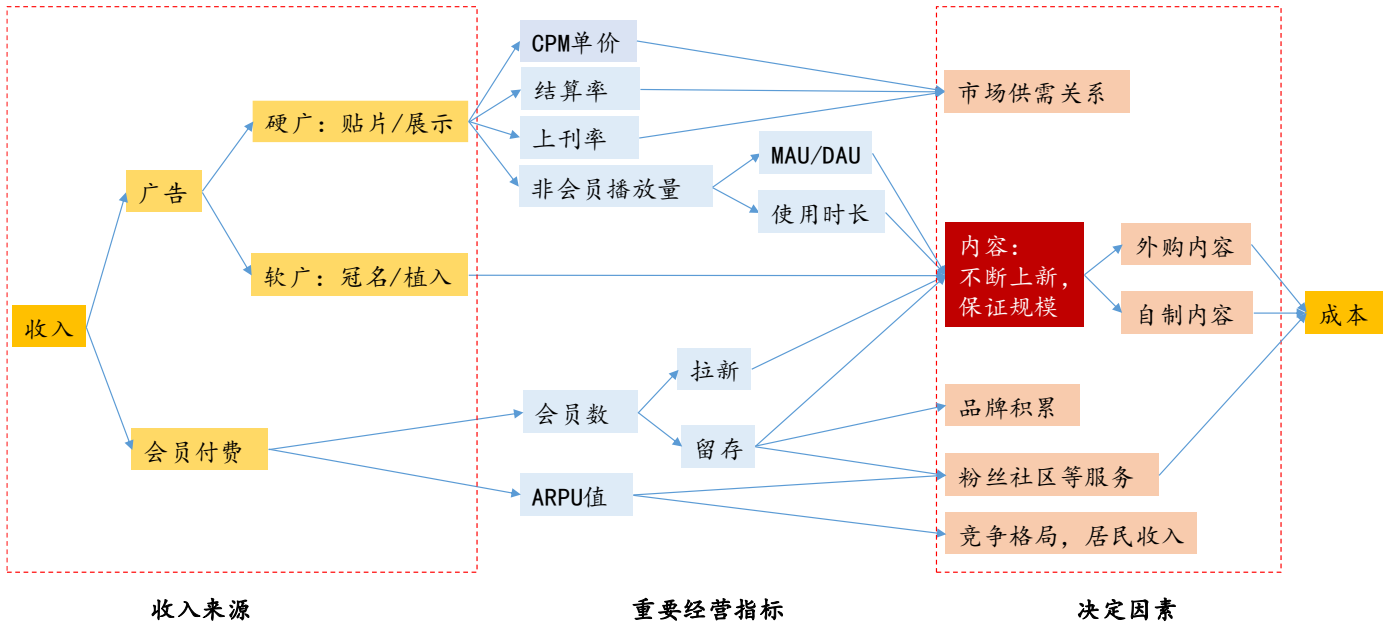 收入
广告
会员付费
硬广：贴片/展示
软广：冠名/植入
CPM单价
结算率
上刊率
非会员播放量
MAU/DAU
使用时长
会员数
拉新
留存
ARPU值
市场供需关系
内容：
不断上新，
保证规模
外购内容
自制内容
品牌积累
粉丝社区等服务
竞争格局，居民收入
成本
收入来源
重要经营指标
决定因素